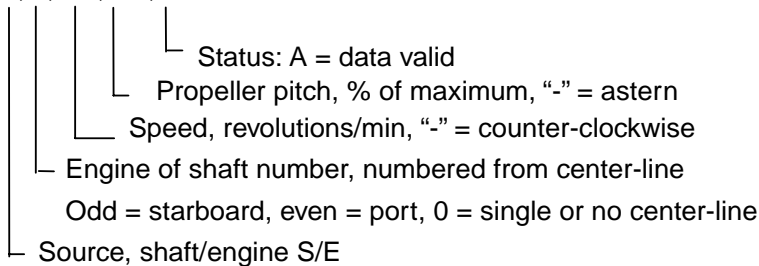 Status: A = data valid
Propeller pitch, % of maximum, “-” = astern
Speed, revolutions/min, “-” = counter-clockwise
Engine of shaft number, numbered from center-line
Odd = starboard, even = port, 0 = single or no center-line
Source, shaft/engine S/E